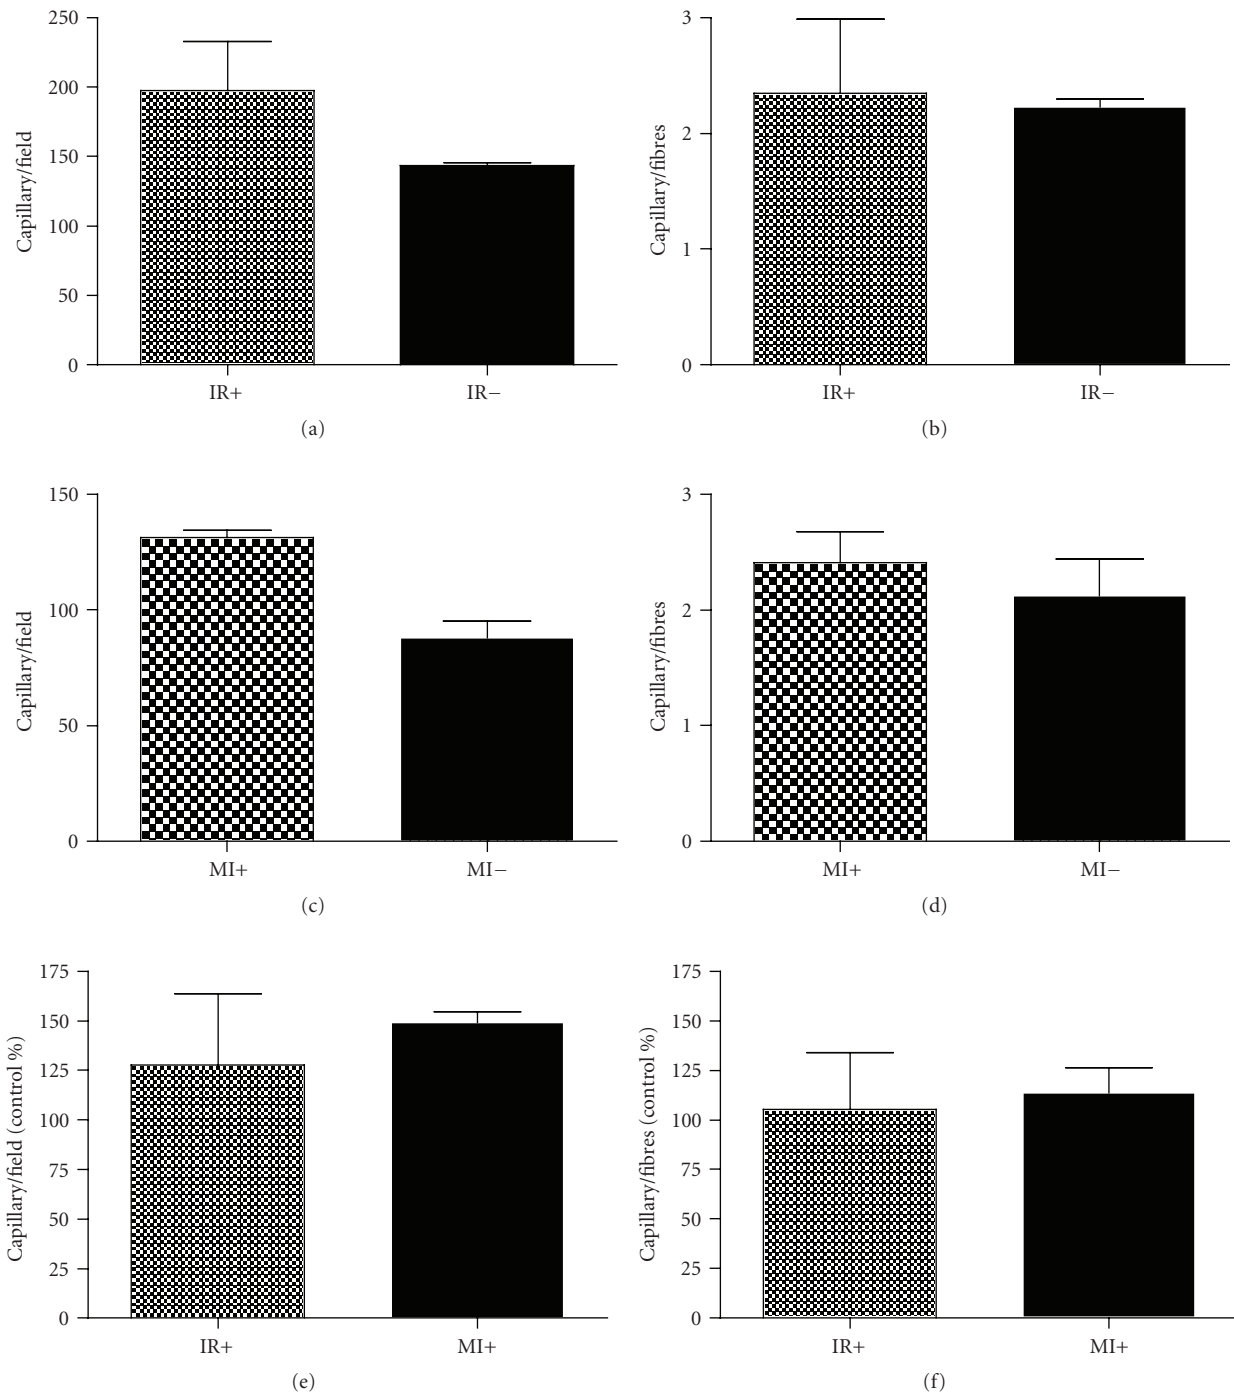 250
200
150
100
50
0
Capillary/field
IR+
IR−
(a)
3
2
1
0
Capillary/fibres
IR+
IR−
(b)
150
100
50
0
Capillary/field
MI+
MI−
(c)
3
2
1
0
Capillary/fibres
MI+
MI−
(d)
175
150
125
100
75
50
25
0
Capillary/field (control %)
IR+
MI+
(e)
175
150
125
100
75
50
25
0
Capillary/fibres (control %)
IR+
MI+
(f)